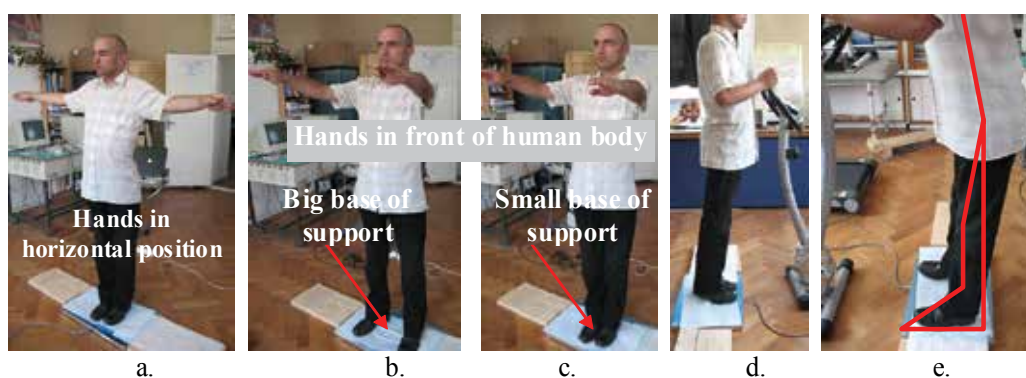 Hands in
horizontal position
Hands in front of human body
Big base of
support
Small base of
support
a.
b.
c.
d.
e.